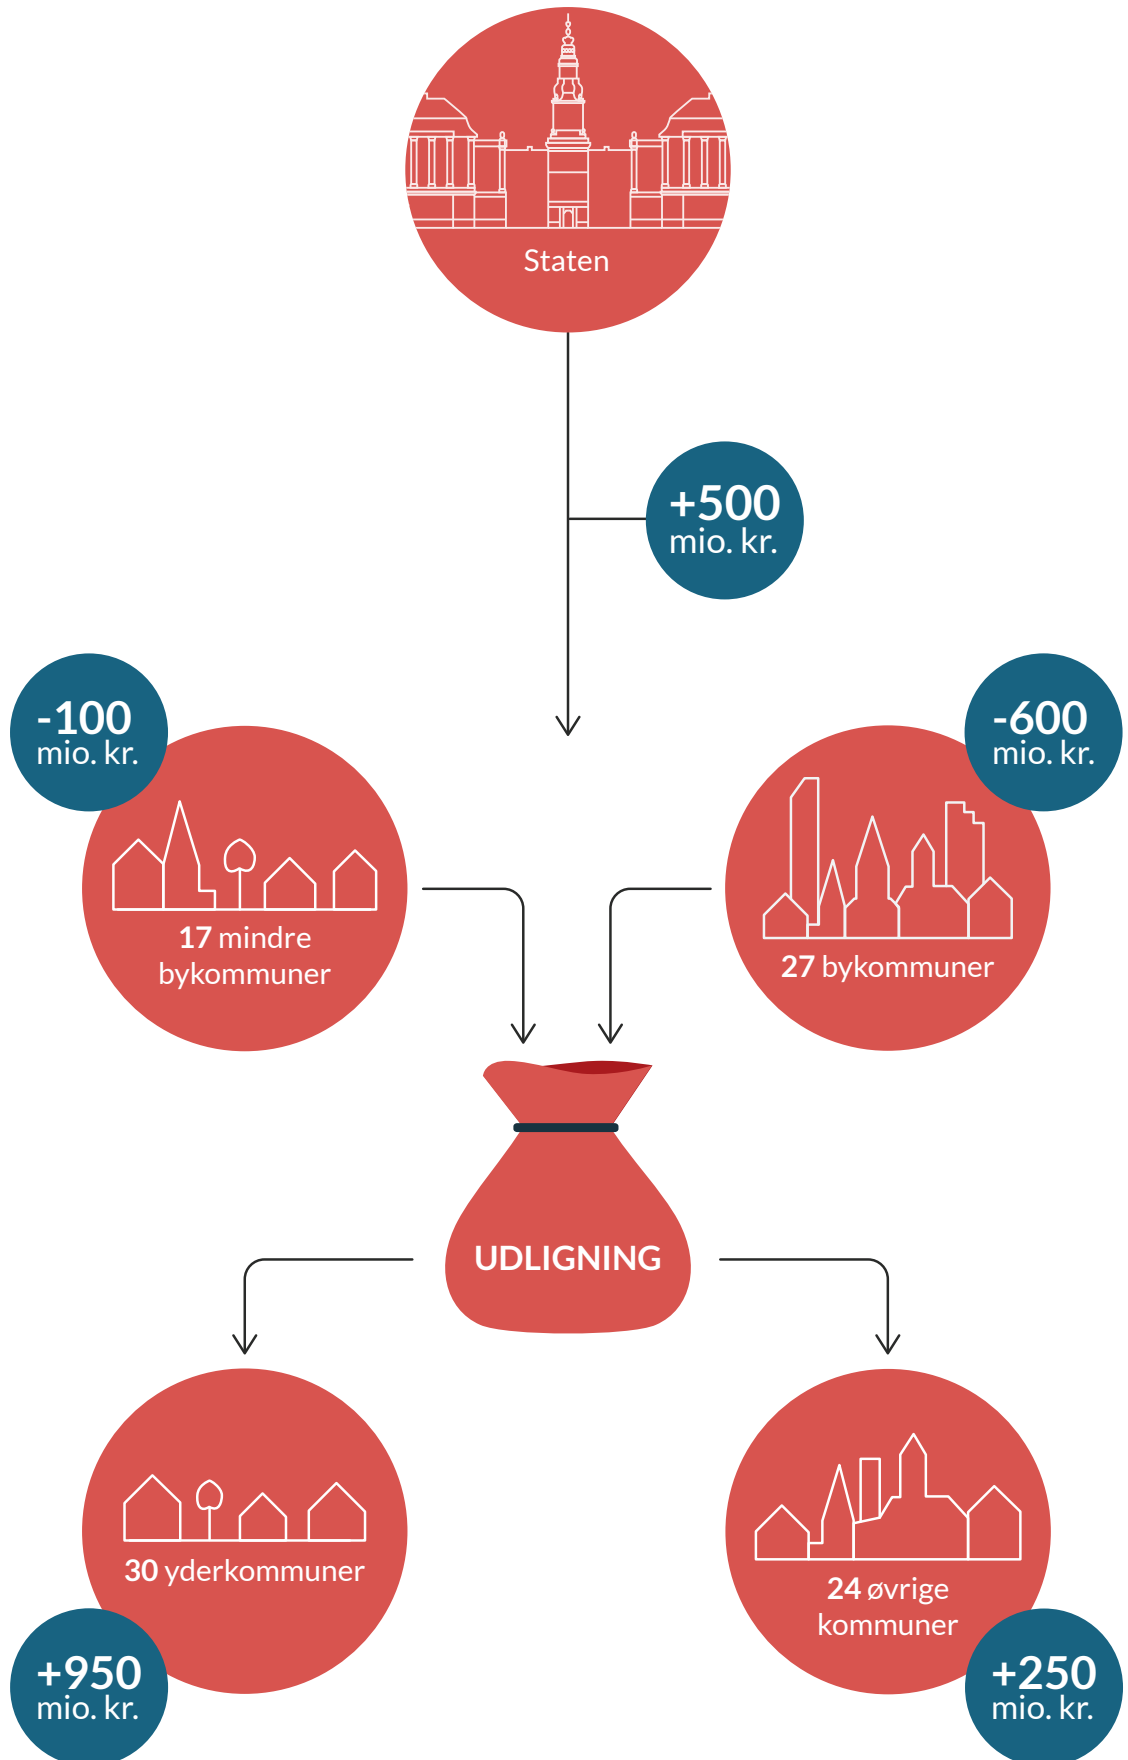 Staten
+500
mio. kr.
-100
mio. kr.
-600
mio. kr.
17 mindre
bykommuner
27 bykommuner
UDLIGNING
30 yderkommuner
24 øvrige
kommuner
+950
mio. kr.
+250
mio. kr.